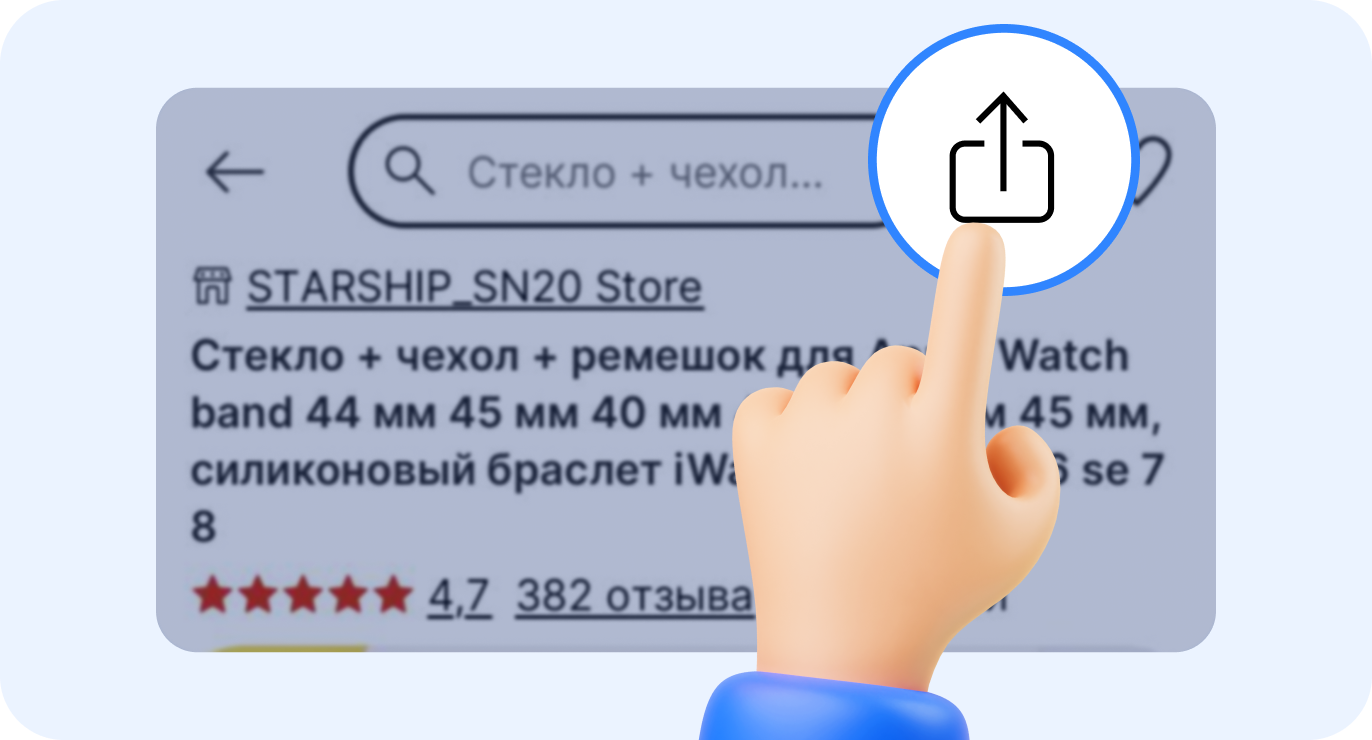 Стекло + чехол...
STARSHIP_SN20 Store
Стекло + чехол + ремешок для Watch
band 44 мм 45 мм 40 мм 45 мм,
силиконовый браслет se 7
8
4,7 382 отзыва